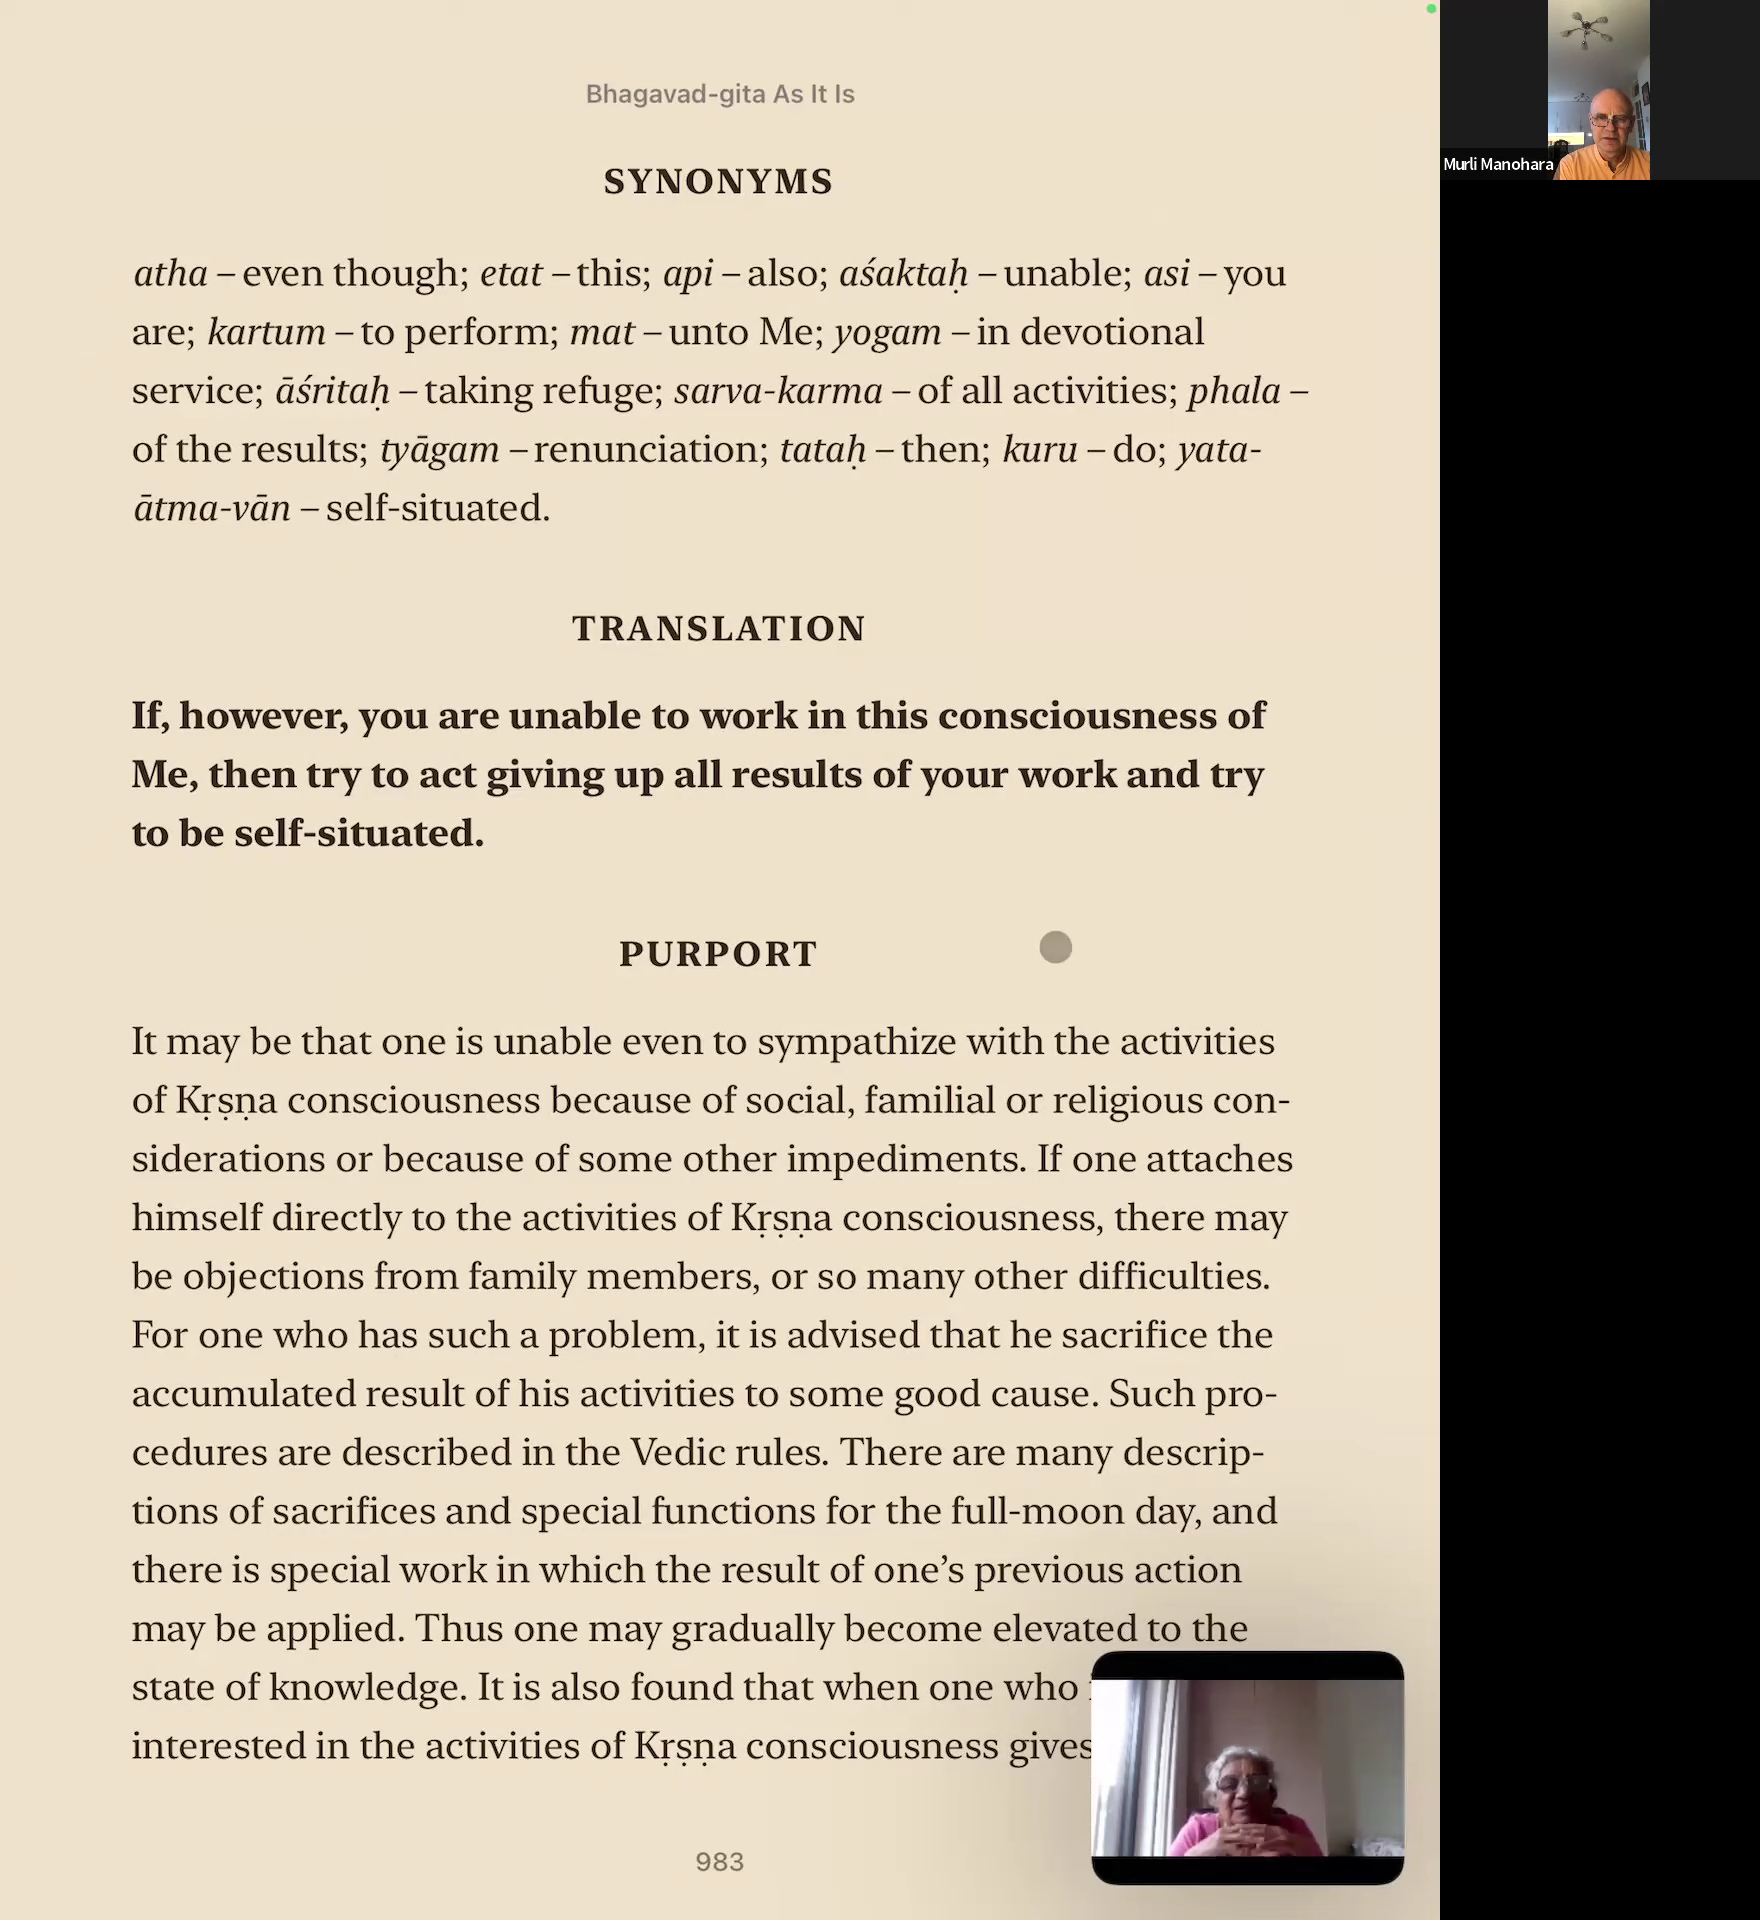 Bhagavad-gita As It Is
SYNONYMS
atha – even though; etat – this; api – also; aśaktaḥ – unable; asi – you
are; kartum – to perform; mat – unto Me; yogam – in devotional
service; āśritaḥ – taking refuge; sarva-karma – of all activities; phala –
of the results; tyāgam – renunciation; tataḥ – then; kuru – do; yata-
ātma-vān – self-situated.
TRANSLATION
If, however, you are unable to work in this consciousness of
Me, then try to act giving up all results of your work and try
to be self-situated.
PURPORT
It may be that one is unable even to sympathize with the activities
of Kṛṣṇa consciousness because of social, familial or religious con-
siderations or because of some other impediments. If one attaches
himself directly to the activities of Kṛṣṇa consciousness, there may
be objections from family members, or so many other difficulties.
For one who has such a problem, it is advised that he sacrifice the
accumulated result of his activities to some good cause. Such pro-
cedures are described in the Vedic rules. There are many descrip-
tions of sacrifices and special functions for the full-moon day, and
there is special work in which the result of one’s previous action
may be applied. Thus one may gradually become elevated to the
state of knowledge. It is also found that when one who
interested in the activities of Kṛṣṇa consciousness gives
983
Murli Manohara